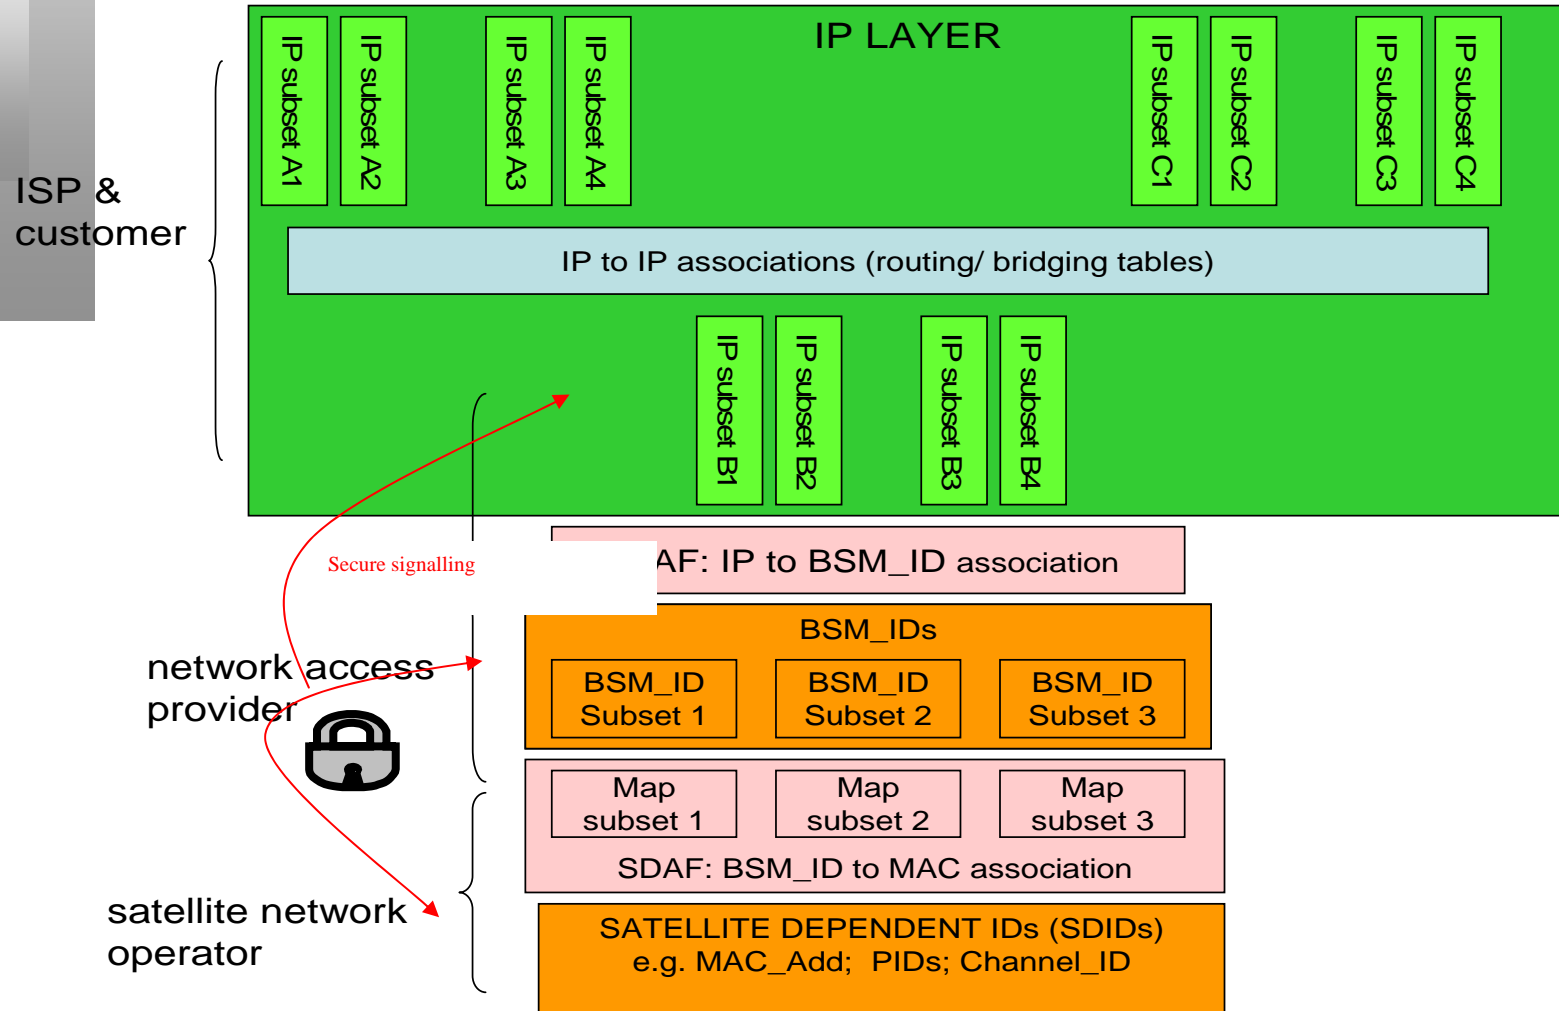 IP LAYER
IP subset A1
IP subset A2
IP subset A3
IP subset A4
IP subset C1
IP subset C2
IP subset C3
IP subset C4
ISP &
customer
IP to IP associations (routing/ bridging tables)
IP subset B1
IP subset B2
IP subset B3
IP subset B4
Secure signalling
AF: IP to BSM_ID association
BSM_IDs
network access
provider
BSM_ID
Subset 1
BSM_ID
Subset 2
BSM_ID
Subset 3
Map
subset 1
Map
subset 2
Map
subset 3
SDAF: BSM_ID to MAC association
satellite network
operator
SATELLITE DEPENDENT IDs (SDIDs)
e.g. MAC_Add; PIDs; Channel_ID